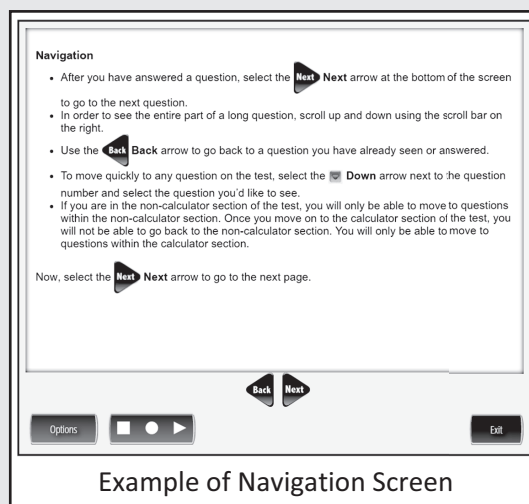 Navigation
• After you have answered a question, select the Next Next arrow at the bottom of the screen
to go to the next question.
• In order to see the entire part of a long question, scroll up and down using the scroll bar on
the right.
• Use the Back Back arrow to go back to a question you have already seen or answered.
• To move quickly to any question on the test, select the Down arrow next to the question
number and select the question you'd like to see.
• If you are in the non-calculator section of the test, you will only be able to move to questions
within the non-calculator section. Once you move on to the calculator section of the test, you
will not be able to go back to the non-calculator section. You will only be able to move to
questions within the calculator section.
Now, select the Next Next arrow to go to the next page.
Back Next
Options
Exit
Example of Navigation Screen